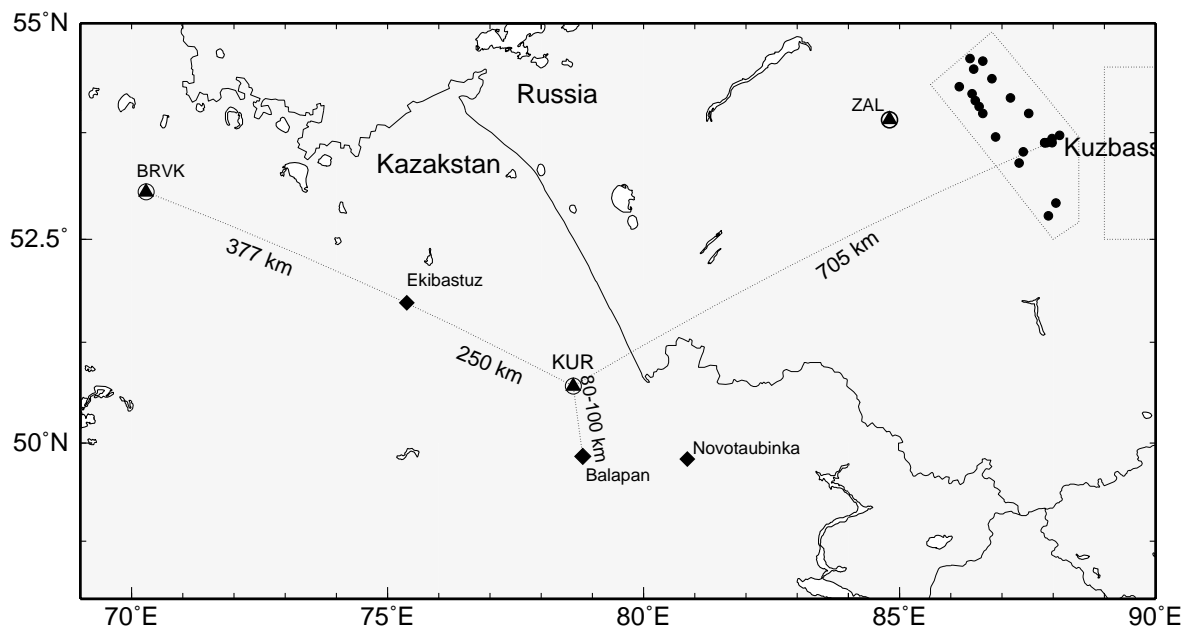 55°N
Russia
ZAL
Kazakstan
Kuzbass
BRVK
52.5°
377 km
705 km
Ekibastuz
250 km
KUR
80-100 km
50°N
Novotaubinka
Balapan
70°E
75°E
80°E
85°E
90°E